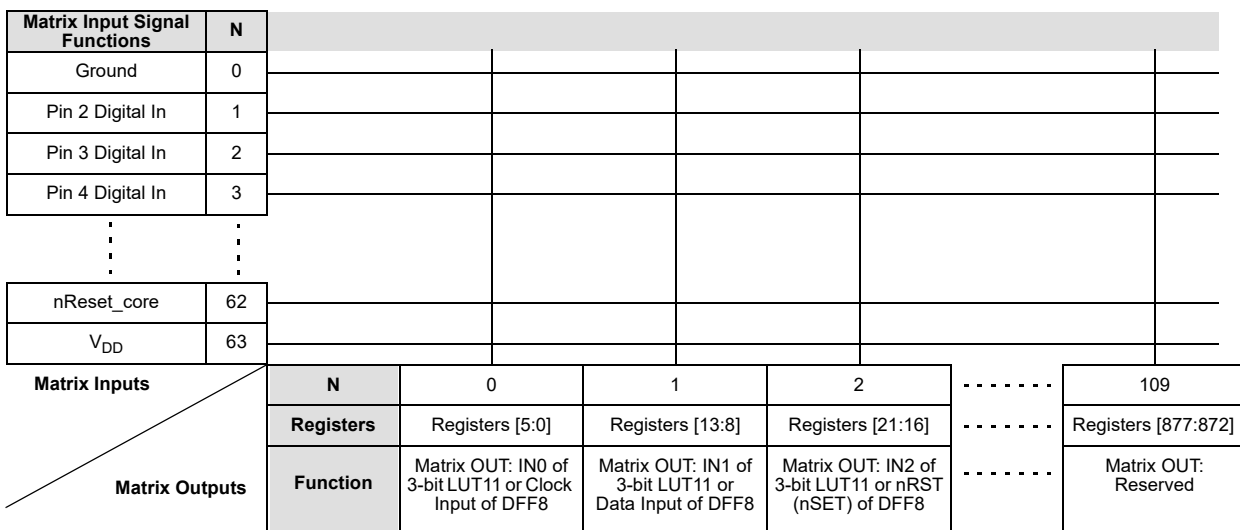 Matrix Input Signal
Functions
N
Ground
0
Pin 2 Digital In
1
Pin 3 Digital In
2
Pin 4 Digital In
3
nReset_core
62
VDD
63
Matrix Inputs
Matrix Outputs
N
0
1
2
109
Registers
Registers [5:0]
Registers [13:8]
Registers [21:16]
Registers [877:872]
Function
Matrix OUT: IN0 of
3-bit LUT11 or Clock
Input of DFF8
Matrix OUT: IN1 of
3-bit LUT11 or
Data Input of DFF8
Matrix OUT: IN2 of
3-bit LUT11 or nRST
(nSET) of DFF8
Matrix OUT:
Reserved